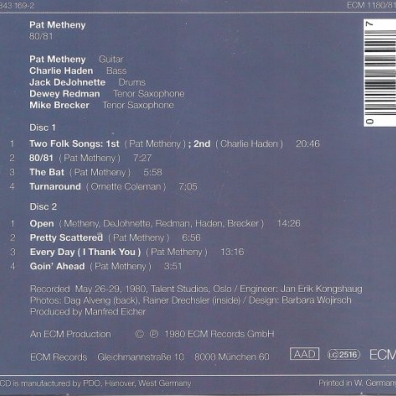 843 169-2 ECM 1180/81
Pat Metheny
80/81
Pat Metheny Guitar
Charlie Haden Bass
Jack DeJohnette Drums
Dewey Redman Tenor Saxophone
Mike Brecker Tenor Saxophone
Disc 1
1 Two Folk Songs: 1st ( Pat Metheny ) ; 2nd ( Charlie Haden ) 20:46
2 80/81 ( Pat Metheny ) 7:27
3 The Bat ( Pat Metheny ) 5:58
4 Turnaround ( Ornette Coleman ) 7:05
Disc 2
1 Open ( Metheny, DeJohnette, Redman, Haden, Brecker ) 14:26
2 Pretty Scattered ( Pat Metheny ) 6:56
3 Every Day ( I Thank You ) ( Pat Metheny ) 13:16
4 Goin' Ahead ( Pat Metheny ) 3:51
Recorded May 26-29, 1980, Talent Studios, Oslo / Engineer: Jan Erik Kongshaug
Photos: Dag Alveng (back), Rainer Drechsler (inside) / Design: Barbara Wojirsch
Produced by Manfred Eicher
An ECM Production © ℗ 1980 ECM Records GmbH
ECM Records Gleichmannstraße 10 8000 München 60 AAD LC 2516 ECM
CD is manufactured by PDO, Hanover, West Germany Printed in W. German
7
0